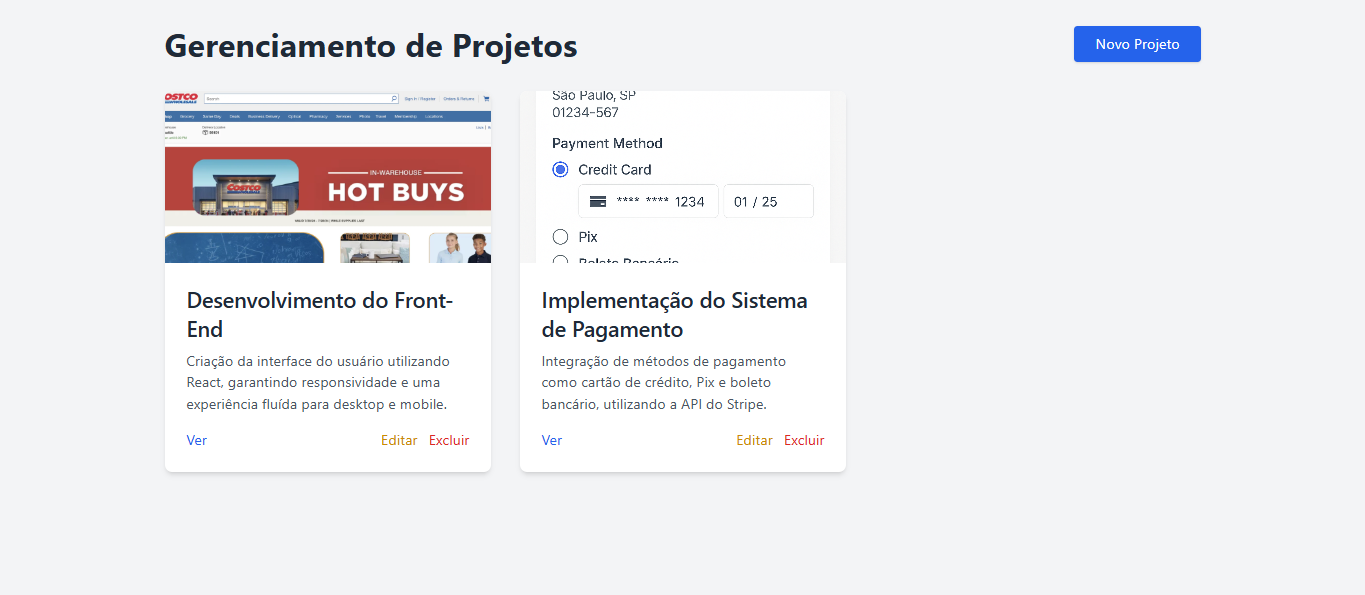 Gerenciamento de Projetos
Novo Projeto
COSTCO
WHOLESALE
Search
Sign In / Register
Orders & Returns
Grocery Same-Day Deals Business Delivery Optical Pharmacy Services Photo Travel Membership Locations
IN-WAREHOUSE
HOT BUYS
COSTCO
São Paulo, SP
01234-567
Payment Method
Credit Card
**** **** 1234
01 / 25
Pix
Boleto Bancário
Desenvolvimento do Front-
End
Criação da interface do usuário utilizando
React, garantindo responsividade e uma
experiência fluída para desktop e mobile.
Ver
Editar
Excluir
Implementação do Sistema
de Pagamento
Integração de métodos de pagamento
como cartão de crédito, Pix e boleto
bancário, utilizando a API do Stripe.
Ver
Editar
Excluir